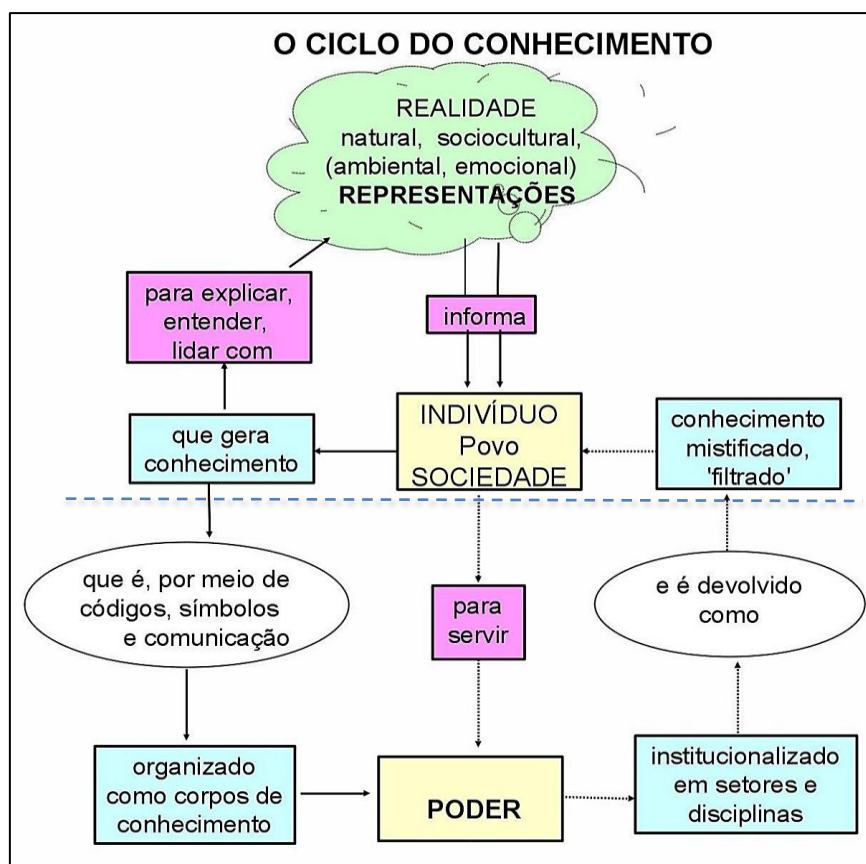 O CICLO DO CONHECIMENTO
REALIDADE
natural, sociocultural,
(ambiental, emocional)
REPRESENTAÇÕES
para explicar,
entender,
lidar com
informa
que gera
conhecimento
INDIVÍDUO
Povo
SOCIEDADE
conhecimento
mistificado,
'filtrado'
que é, por meio de
códigos, símbolos
e comunicação
para
servir
e é devolvido
como
organizado
como corpos de
conhecimento
PODER
institucionalizado
em setores e
disciplinas